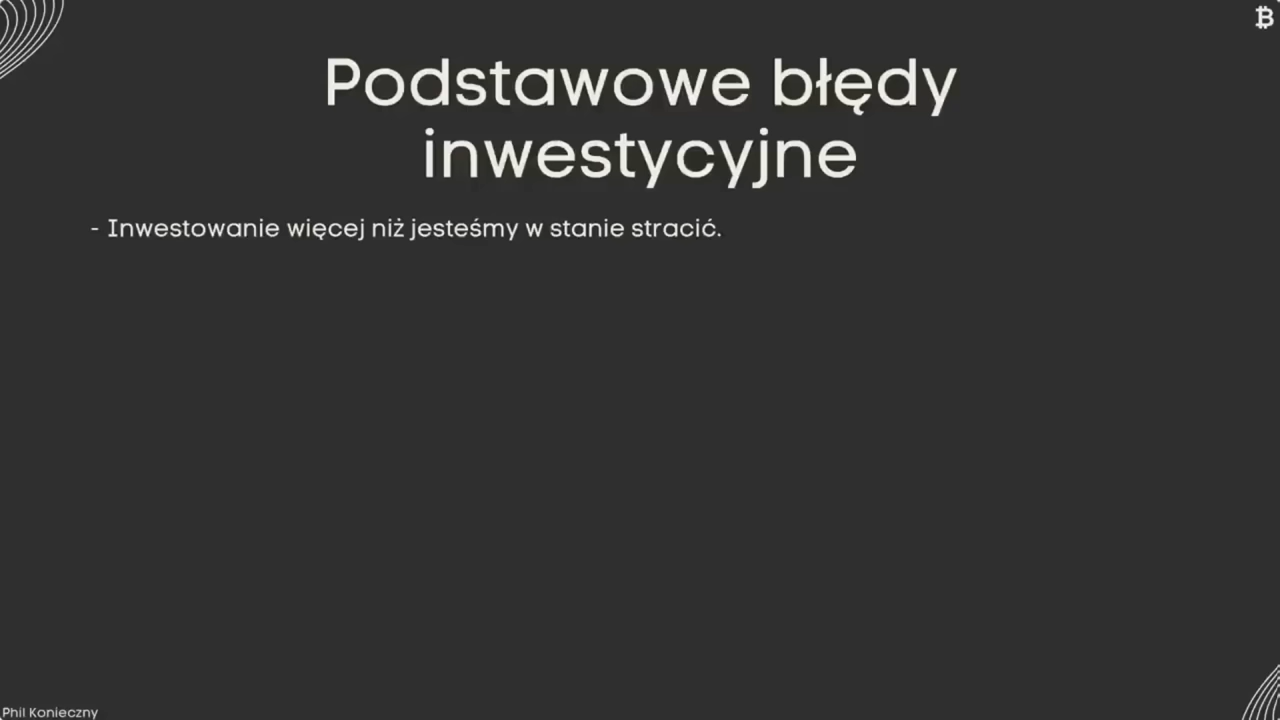 Podstawowe błędy
inwestycyjne
- Inwestowanie więcej niż jesteśmy w stanie stracić.
Phil Konieczny